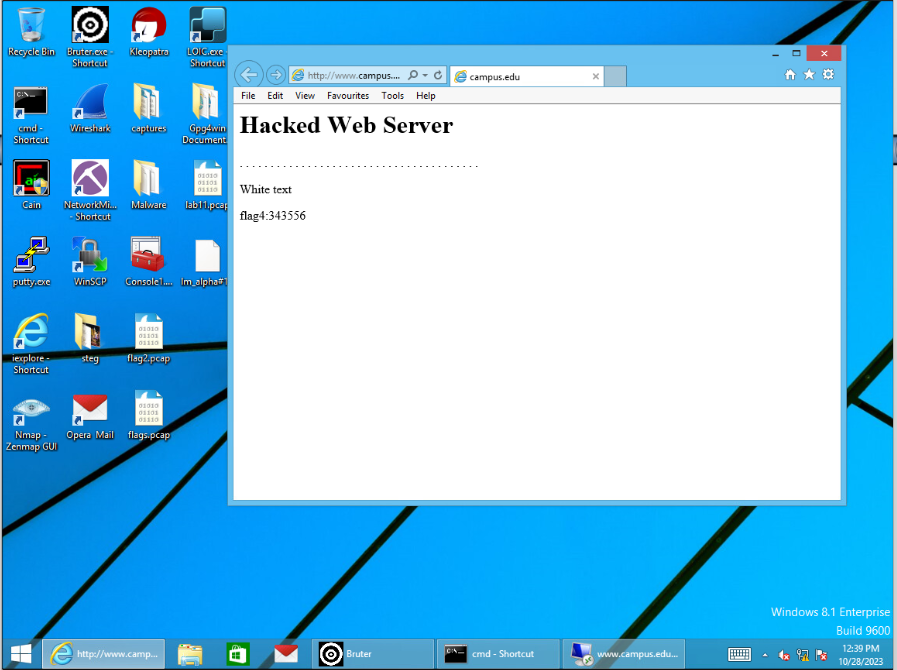 Recycle Bin
Bruter.exe - Shortcut
Kleopatra
LOIC.exe - Shortcut
cmd - Shortcut
Wireshark
captures
Gpg4win Document...
Cain
NetworkMi... - Shortcut
Malware
lab11.pcap
putty.exe
WinSCP
Console1....
lm_alpha#1
iexplore - Shortcut
steg
flag2.pcap
Nmap - Zenmap GUI
Opera Mail
flags.pcap
http://www.campus....
campus.edu
File Edit View Favourites Tools Help
Hacked Web Server
. . . . . . . . . . . . . . . . . . . . . . . . . . . . . . . . . . . . . . .
White text
flag4:343556
Windows 8.1 Enterprise
Build 9600
http://www.camp...
Bruter
cmd - Shortcut
www.campus.edu...
12:39 PM
10/28/2023